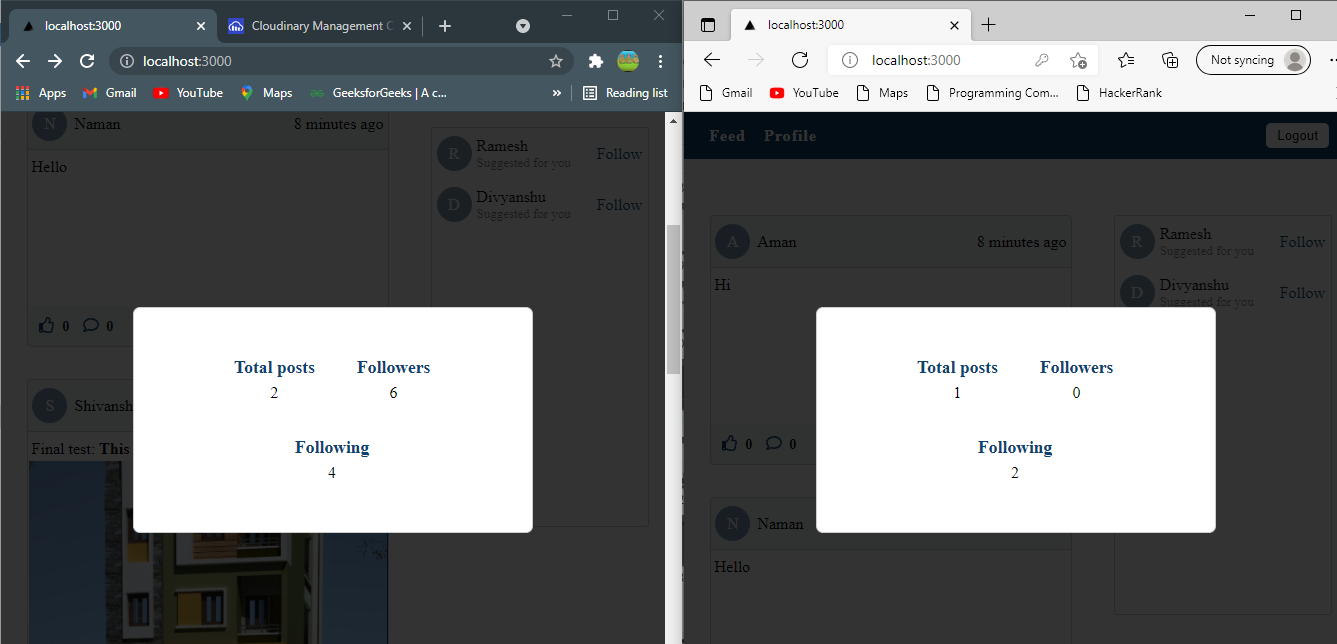 localhost:3000
Cloudinary Management C
localhost:3000
Apps
Gmail
YouTube
Maps
GeeksforGeeks | A c...
»
Reading list
N
Naman
8 minutes ago
Hello
R
Ramesh
Suggested for you
Follow
D
Divyanshu
Suggested for you
Follow
0
0
S
Shivansh
Final test: This
Total posts
Followers
2
6
Following
4
localhost:3000
localhost:3000
Not syncing
Gmail
YouTube
Maps
Programming Com...
HackerRank
Feed
Profile
Logout
A
Aman
8 minutes ago
Hi
R
Ramesh
Suggested for you
Follow
D
Divyanshu
Suggested for you
Follow
0
0
N
Naman
Hello
Total posts
Followers
1
0
Following
2